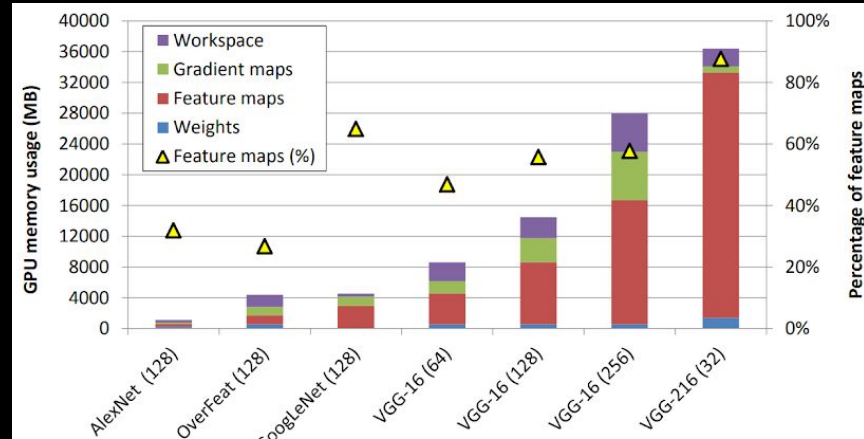 40000
36000
32000
28000
24000
20000
16000
12000
8000
4000
0
GPU memory usage (MB)
Workspace
Gradient maps
Feature maps
Weights
Feature maps (%)
100%
80%
60%
40%
20%
0%
Percentage of feature maps
AlexNet (128)
OverFeat (128)
GoogLeNet (128)
VGG-16 (64)
VGG-16 (128)
VGG-16 (256)
VGG-216 (32)